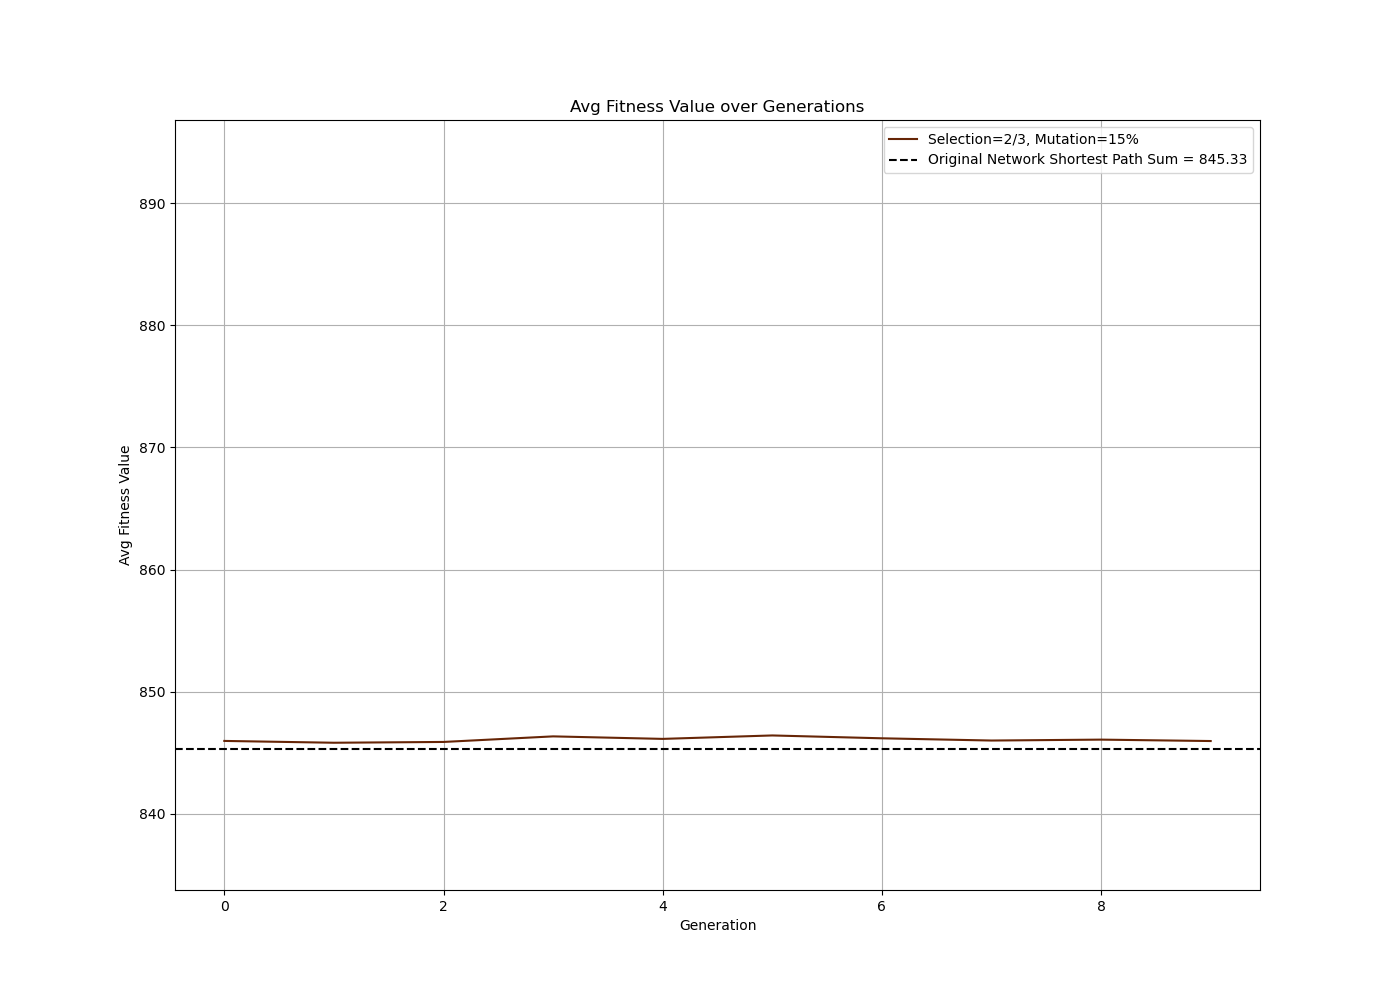 Avg Fitness Value over Generations
Selection=2/3, Mutation=15%
Original Network Shortest Path Sum = 845.33
890
880
870
860
850
840
Avg Fitness Value
0 2 4 6 8
Generation